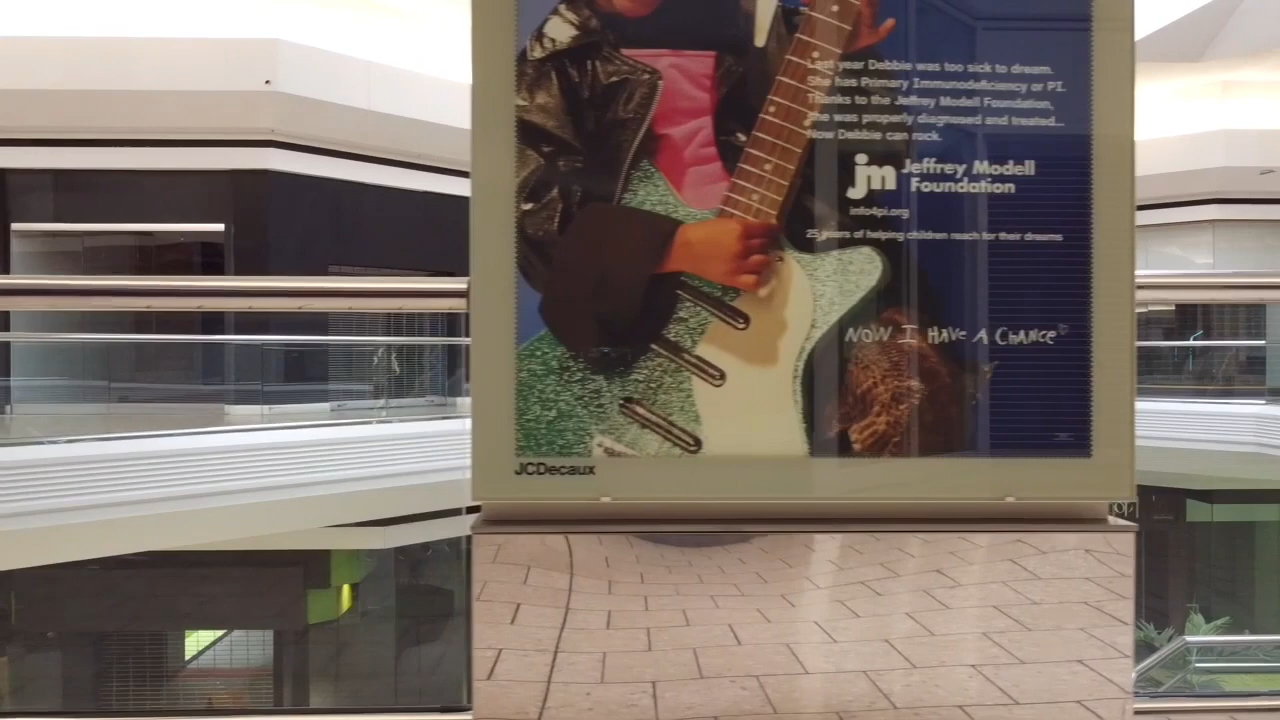 Last year Debbie was too sick to dream.
She has Primary Immunodeficiency or PI.
Thanks to the Jeffrey Modell Foundation,
she was properly diagnosed and treated...
Now Debbie can rock.
jm Jeffrey Modell
Foundation
info4pi.org
25 years of helping children reach for their dreams
NOW I HAVE A CHANCE
JCDecaux